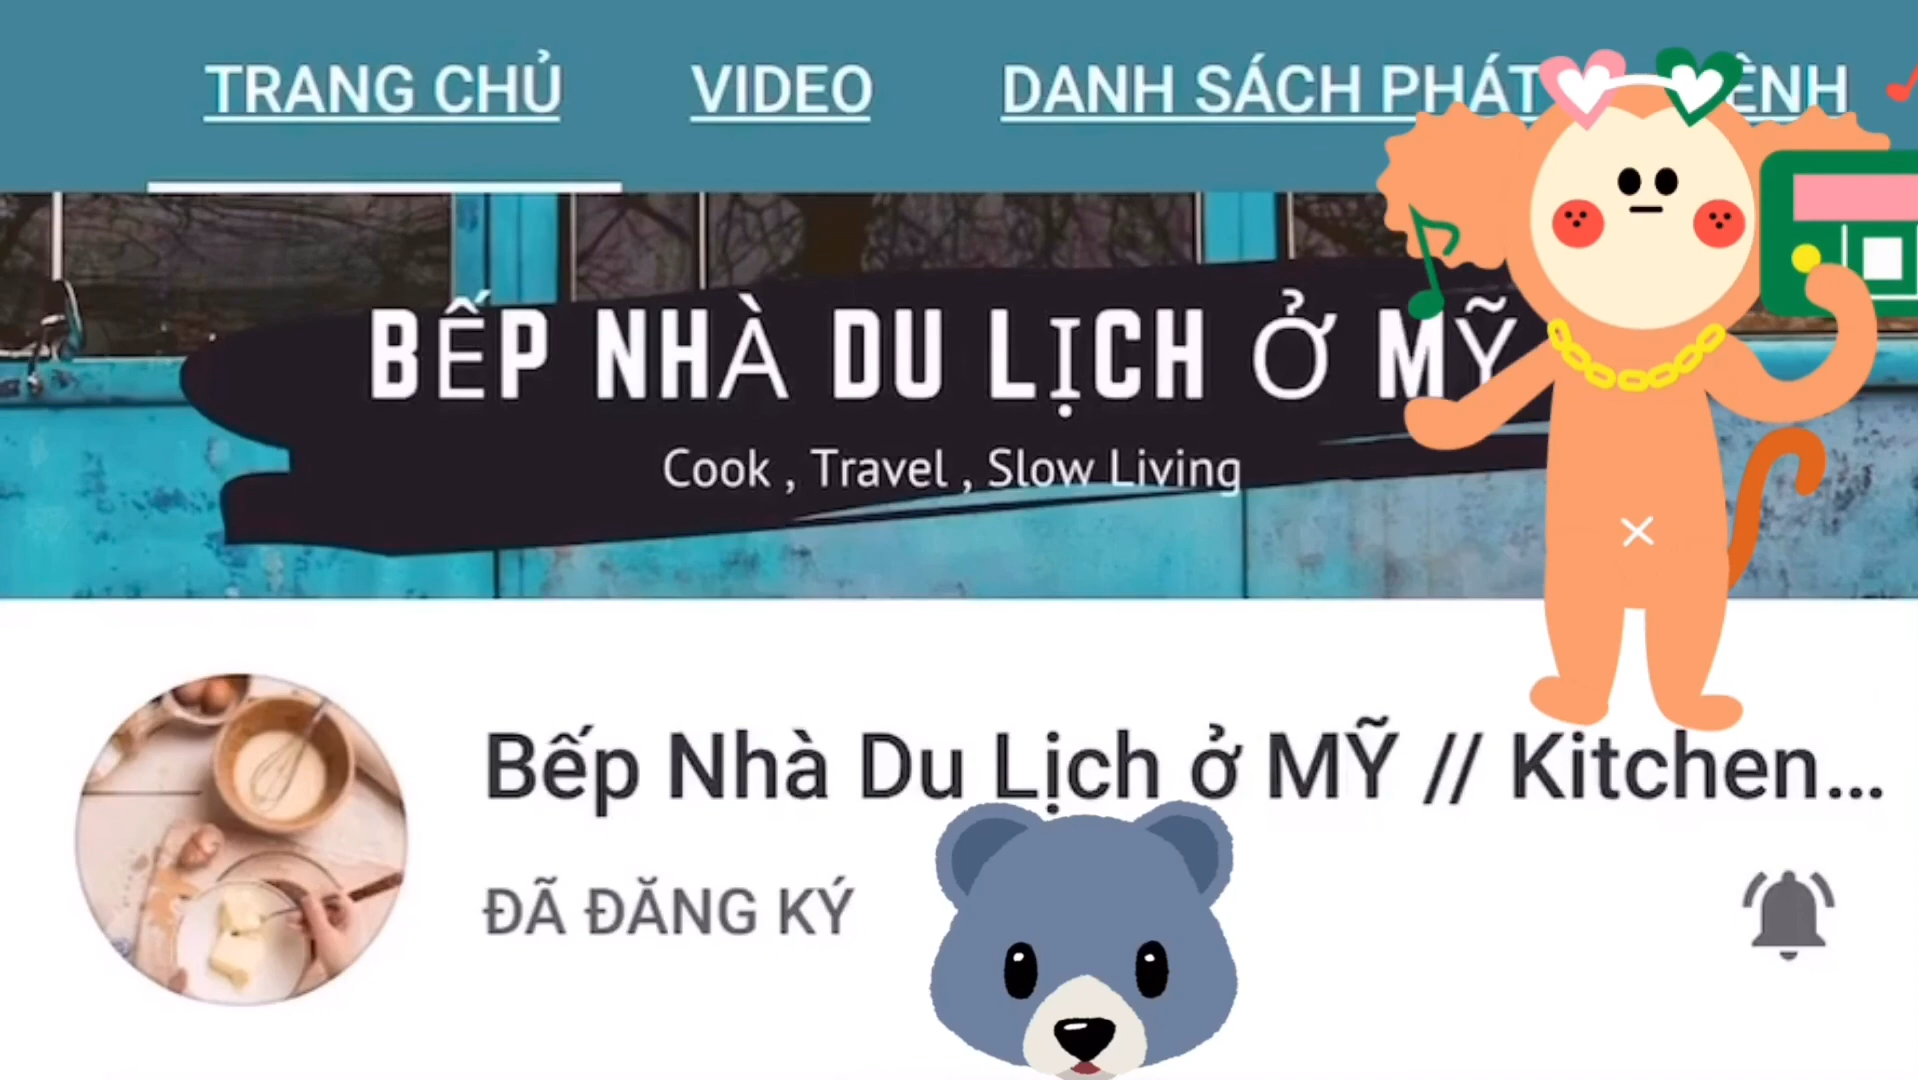 TRANG CHỦ VIDEO DANH SÁCH PHÁT
BẾP NHÀ DU LỊCH Ở MỸ
Cook , Travel , Slow Living
Bếp Nhà Du Lịch ở MỸ // Kitchen...
ĐÃ ĐĂNG KÝ